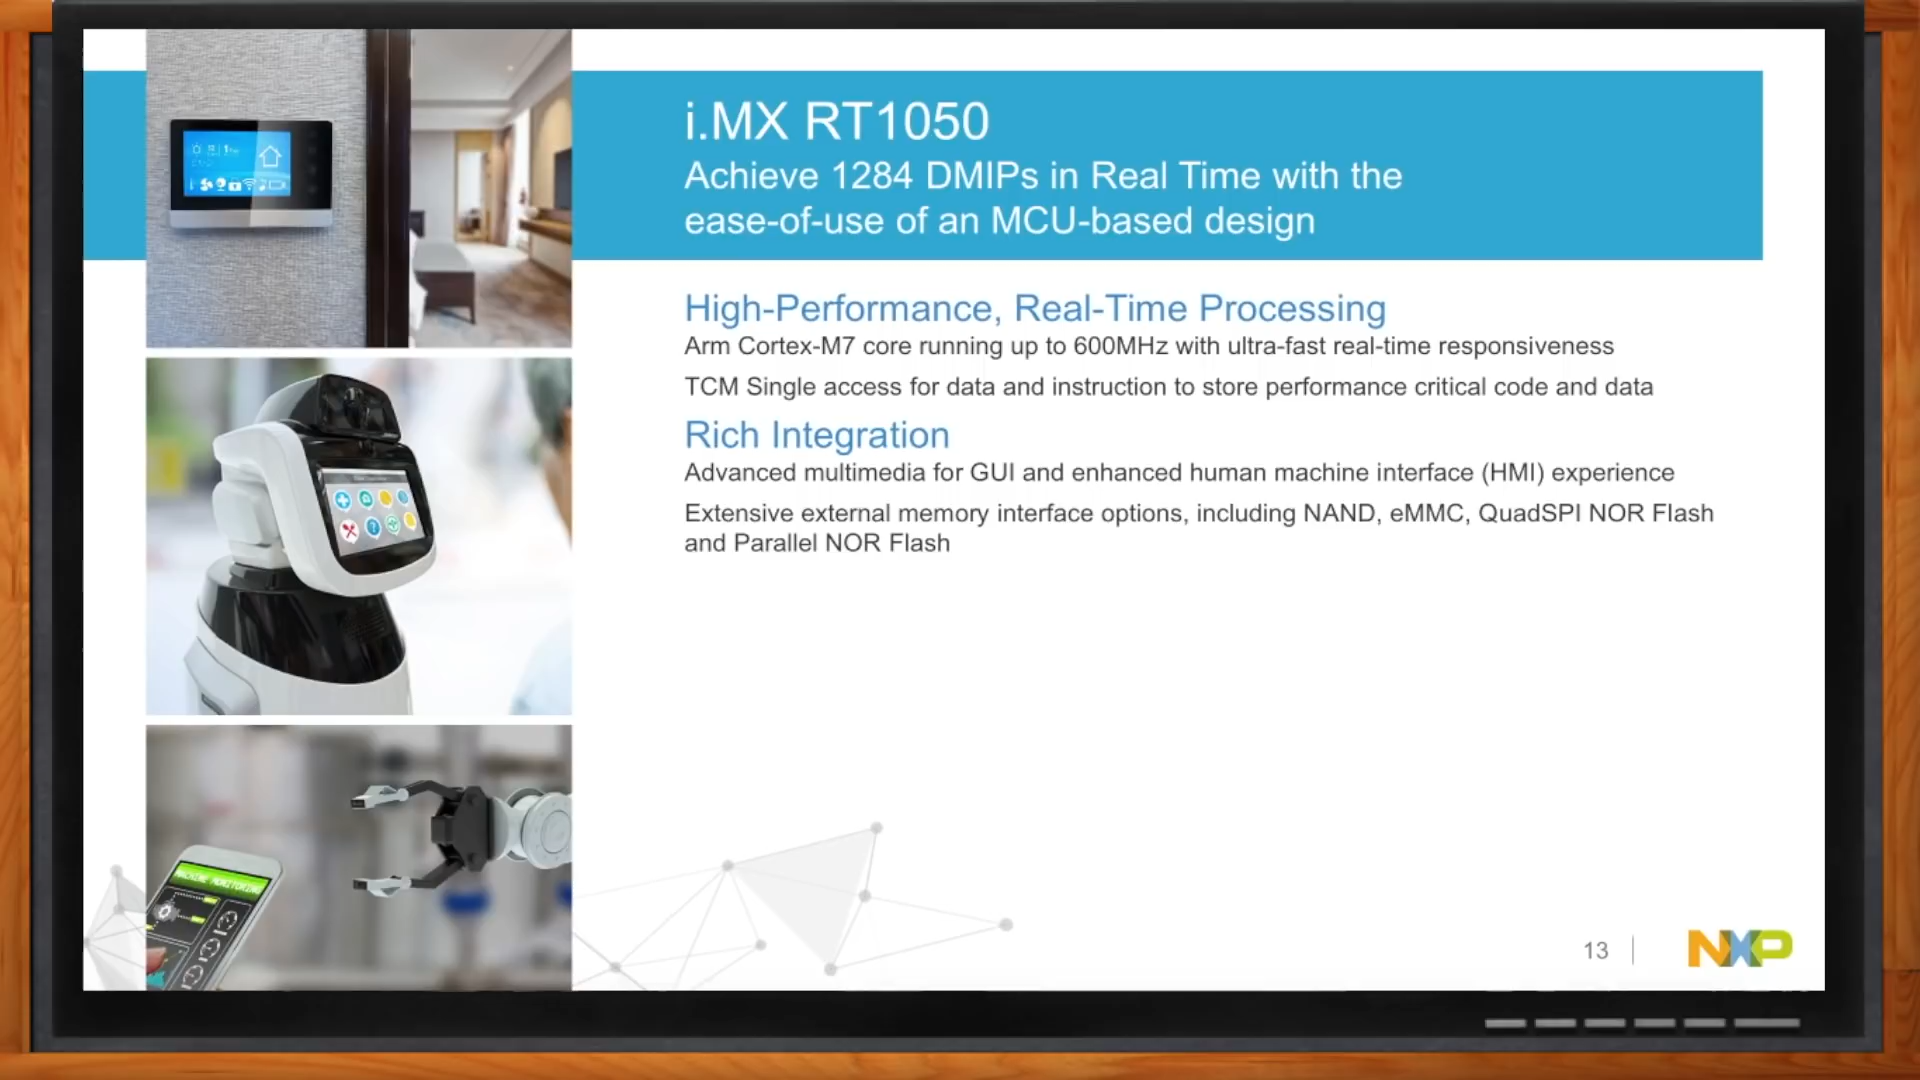 i.MX RT1050
Achieve 1284 DMIPs in Real Time with the
ease-of-use of an MCU-based design
High-Performance, Real-Time Processing
Arm Cortex-M7 core running up to 600MHz with ultra-fast real-time responsiveness
TCM Single access for data and instruction to store performance critical code and data
Rich Integration
Advanced multimedia for GUI and enhanced human machine interface (HMI) experience
Extensive external memory interface options, including NAND, eMMC, QuadSPI NOR Flash
and Parallel NOR Flash
MACHINE MONITORING
13
NXP